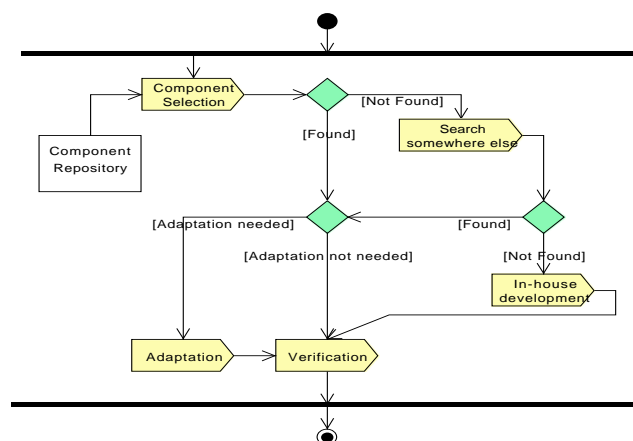 Component
Selection
[Not Found]
Search
somewhere else
[Found]
Component
Repository
[Adaptation needed]
[Found]
[Adaptation not needed]
[Not Found]
In-house
development
Adaptation
Verification